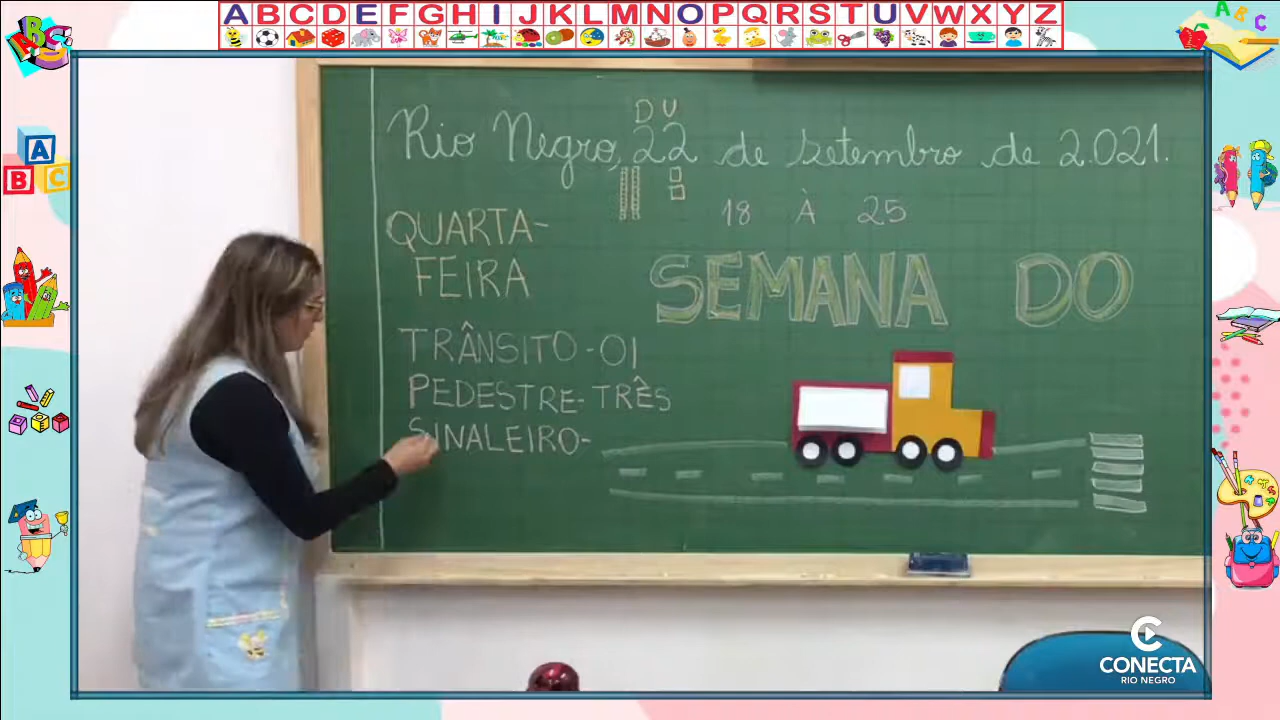 A B C D E F G H I J K L M N O P Q R S T U V W X Y Z
ABC
A B C
A
B C
D U
Rio Negro, 22 de setembro de 2.021.
18 À 25
QUARTA-
FEIRA
SEMANA DO
TRÂNSITO - 01
PEDESTRE- TRÊS
SINALEIRO-
CONECTA
RIO NEGRO